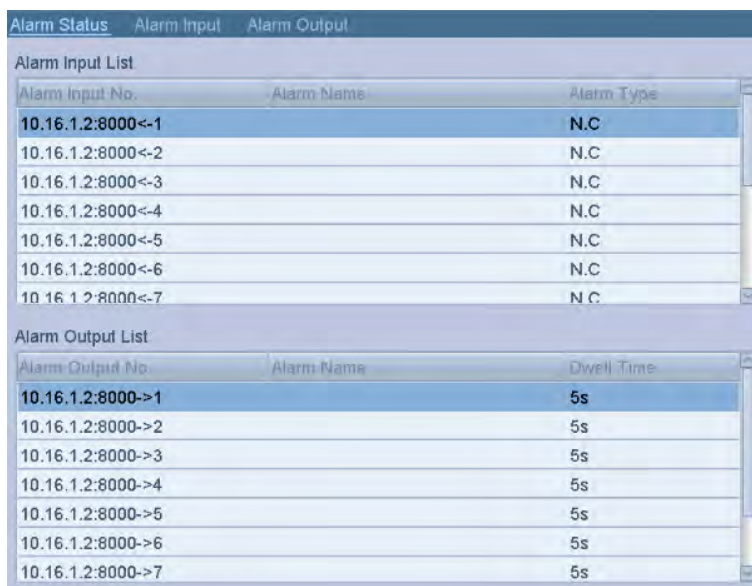 Alarm Status Alarm Input Alarm Output
Alarm Input List
Alarm Input No. Alarm Name Alarm Type
10.16.1.2:8000<-1 N.C
10.16.1.2:8000<-2 N.C
10.16.1.2:8000<-3 N.C
10.16.1.2:8000<-4 N.C
10.16.1.2:8000<-5 N.C
10.16.1.2:8000<-6 N.C
10.16.1.2:8000<-7 N.C
Alarm Output List
Alarm Output No. Alarm Name Dwell Time
10.16.1.2:8000->1 5s
10.16.1.2:8000->2 5s
10.16.1.2:8000->3 5s
10.16.1.2:8000->4 5s
10.16.1.2:8000->5 5s
10.16.1.2:8000->6 5s
10.16.1.2:8000->7 5s